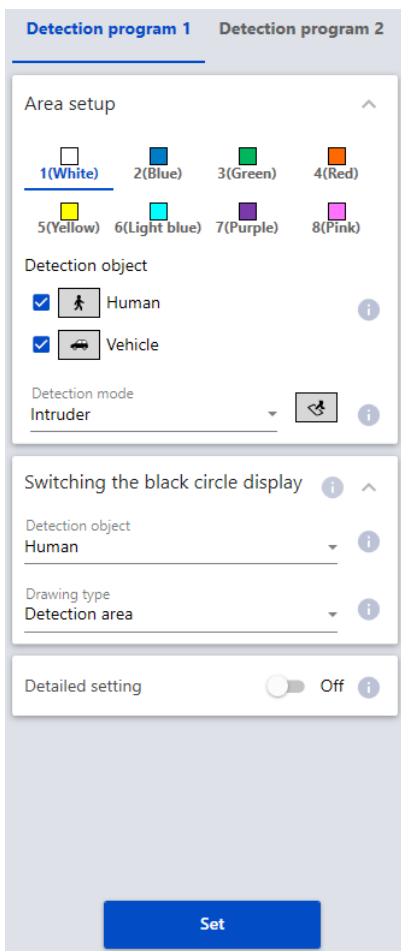 Detection program 1 Detection program 2
Area setup
1(White) 2(Blue) 3(Green) 4(Red)
5(Yellow) 6(Light blue) 7(Purple) 8(Pink)
Detection object
Human
Vehicle
Detection mode
Intruder
Switching the black circle display
Detection object
Human
Drawing type
Detection area
Detailed setting Off
Set